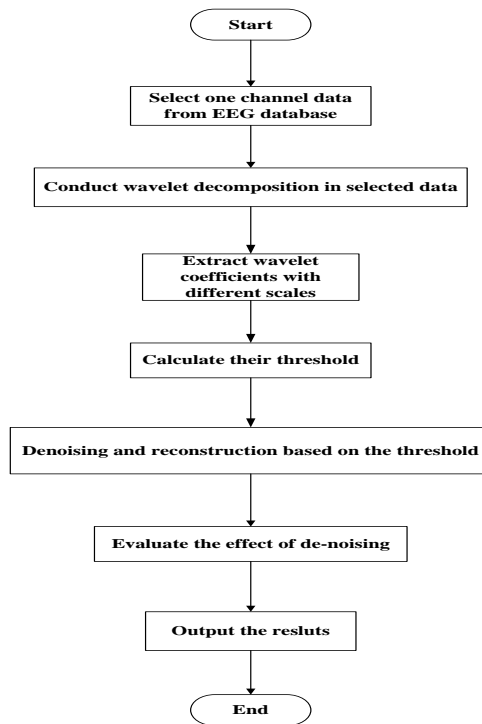 Start
Select one channel data
from EEG database
Conduct wavelet decomposition in selected data
Extract wavelet
coefficients with
different scales
Calculate their threshold
Denoising and reconstruction based on the threshold
Evaluate the effect of de-noising
Output the resluts
End